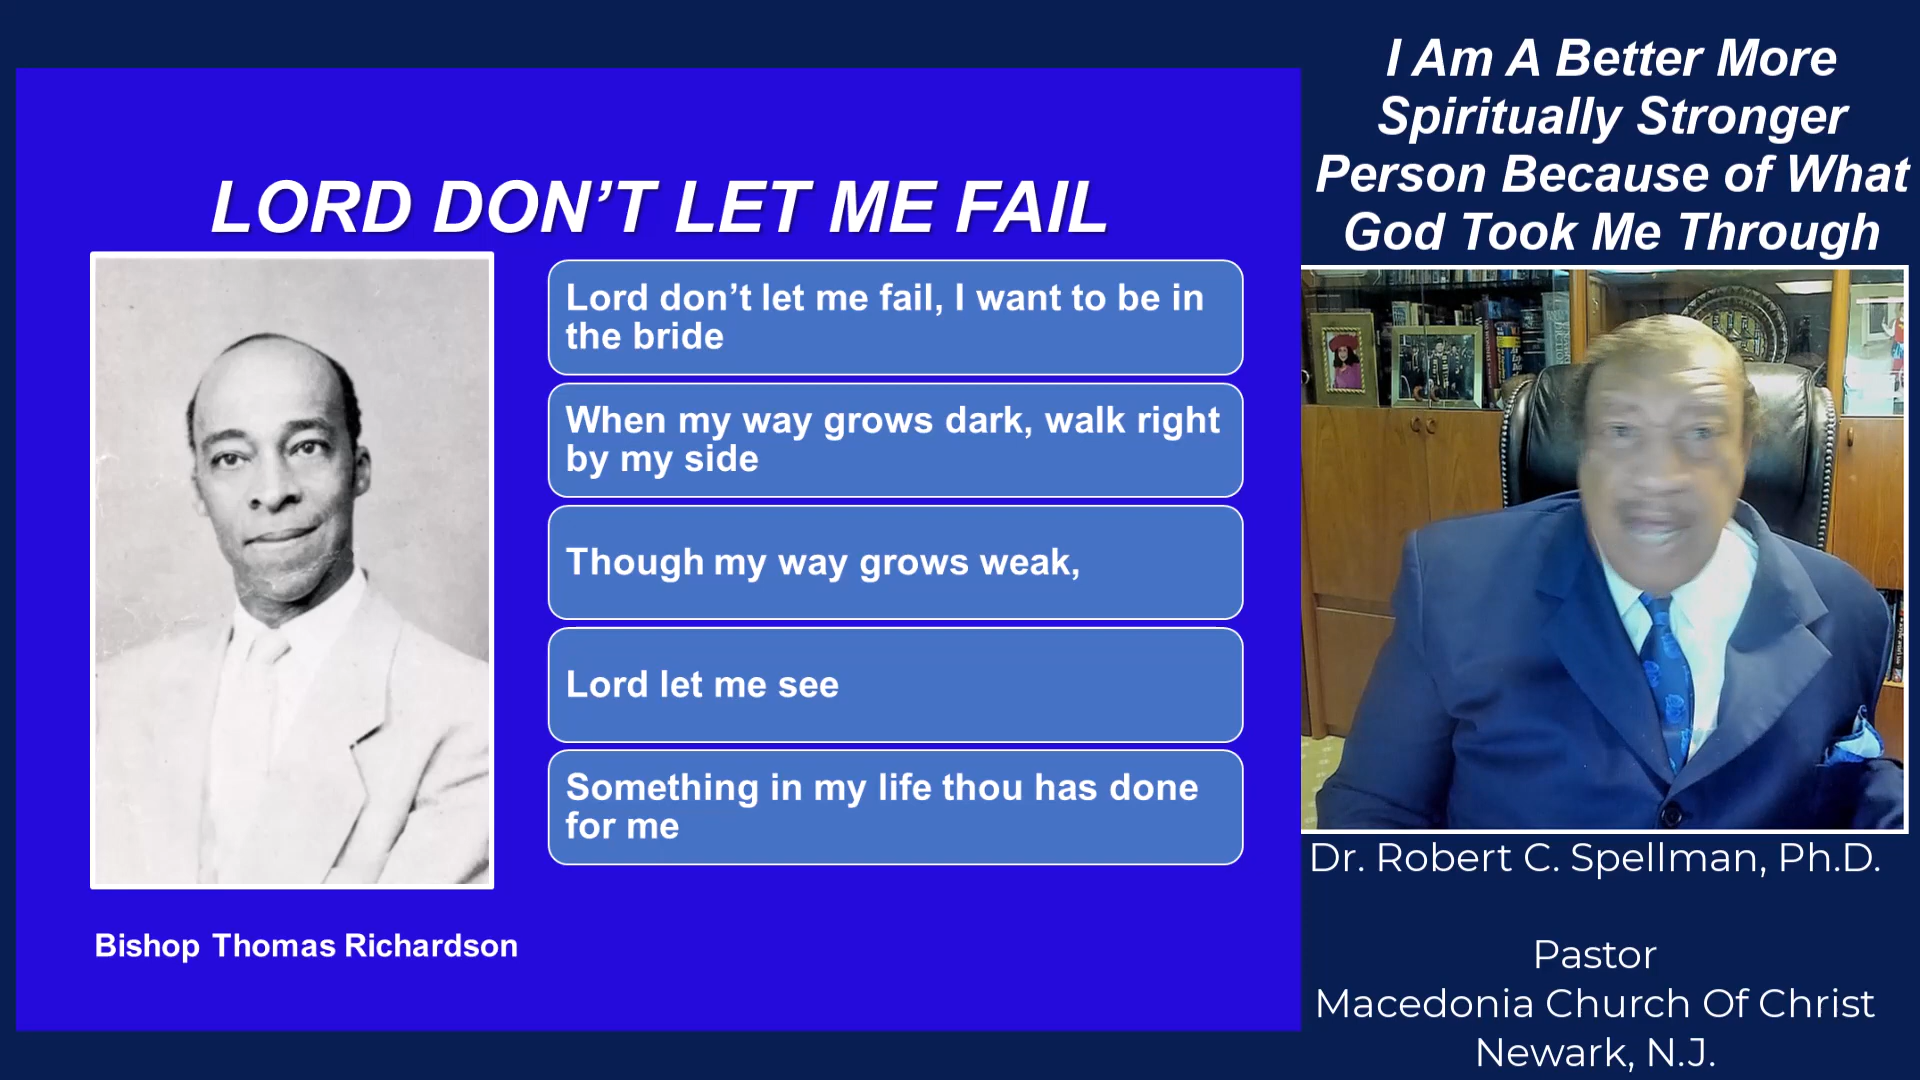 LORD DON’T LET ME FAIL
Lord don’t let me fail, I want to be in
the bride
When my way grows dark, walk right
by my side
Though my way grows weak,
Lord let me see
Something in my life thou has done
for me
Bishop Thomas Richardson
I Am A Better More
Spiritually Stronger
Person Because of What
God Took Me Through
Dr. Robert C. Spellman, Ph.D.
Pastor
Macedonia Church Of Christ
Newark, N.J.